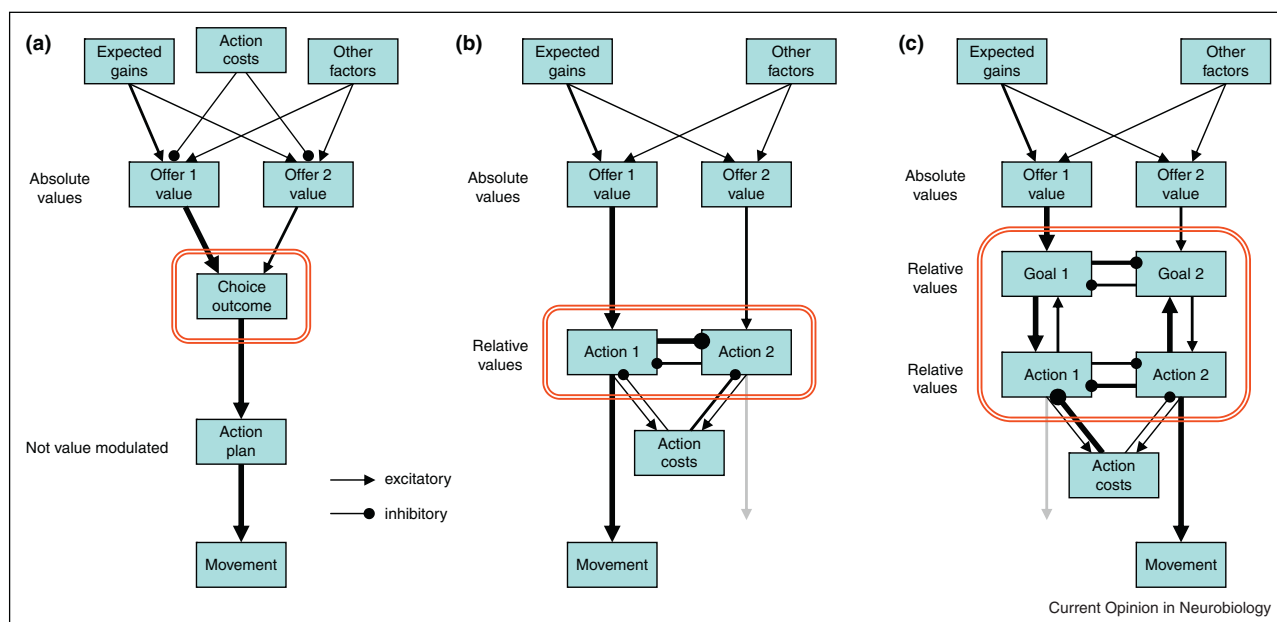 (a)
Expected
gains
Action
costs
Other
factors
Absolute
values
Offer 1
value
Offer 2
value
Choice
outcome
Not value modulated
Action
plan
excitatory
inhibitory
Movement
(b)
Expected
gains
Other
factors
Absolute
values
Offer 1
value
Offer 2
value
Relative
values
Action 1
Action 2
Action
costs
Movement
(c)
Expected
gains
Other
factors
Absolute
values
Offer 1
value
Offer 2
value
Relative
values
Goal 1
Goal 2
Relative
values
Action 1
Action 2
Action
costs
Movement
Current Opinion in Neurobiology